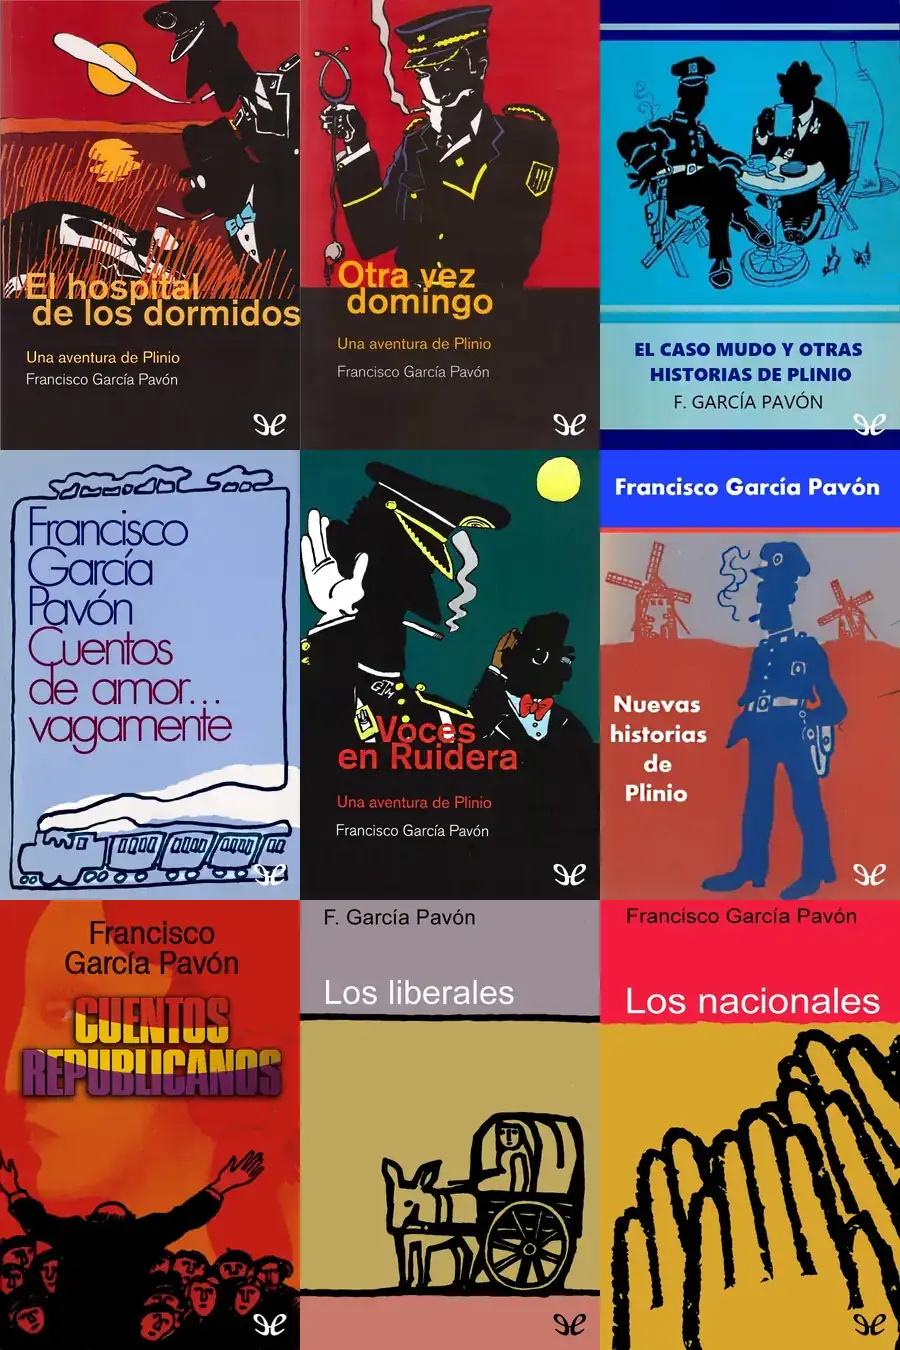 El hospital
de los dormidos
Una aventura de Plinio
Francisco García Pavón
Otra vez
domingo
Una aventura de Plinio
Francisco García Pavón
EL CASO MUDO Y OTRAS
HISTORIAS DE PLINIO
F. GARCÍA PAVÓN
Francisco
García
Pavón
Cuentos
de amor...
vagamente
GTM
Voces
en Ruidera
Una aventura de Plinio
Francisco García Pavón
Francisco García Pavón
Nuevas
historias
de
Plinio
Francisco
García Pavón
CUENTOS
REPUBLICANOS
F. García Pavón
Los liberales
Francisco García Pavón
Los nacionales